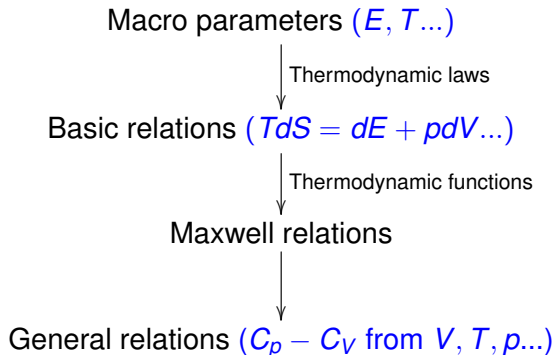 Macro parameters (E, T...)
Thermodynamic laws
Basic relations (TdS = dE + pdV...)
Thermodynamic functions
Maxwell relations
General relations (C_p − C_V from V, T, p...)